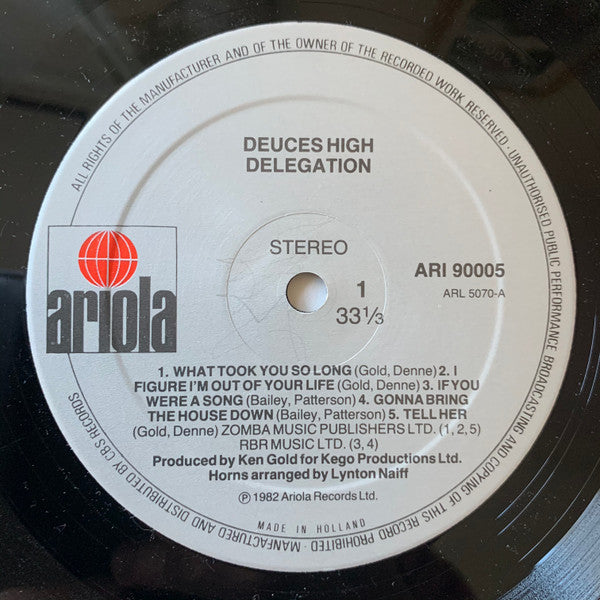 ALL RIGHTS OF THE MANUFACTURER AND OF THE OWNER OF THE RECORDED WORK RESERVED · UNAUTHORISED PUBLIC PERFORMANCE BROADCASTING AND COPYING OF THIS RECORD PROHIBITED · MANFACTURED AND DISTRIBUTED BY CBS RECORDS
DEUCES HIGH
DELEGATION
STEREO
ariola
ARI 90005
ARL 5070-A
1
33⅓
1. WHAT TOOK YOU SO LONG (Gold, Denne) 2. I
FIGURE I'M OUT OF YOUR LIFE (Gold, Denne) 3. IF YOU
WERE A SONG (Bailey, Patterson) 4. GONNA BRING
THE HOUSE DOWN (Bailey, Patterson) 5. TELL HER
(Gold, Denne) ZOMBA MUSIC PUBLISHERS LTD. (1, 2, 5)
RBR MUSIC LTD. (3, 4)
Produced by Ken Gold for Kego Productions Ltd.
Horns arranged by Lynton Naiff
℗ 1982 Ariola Records Ltd.
MADE IN HOLLAND